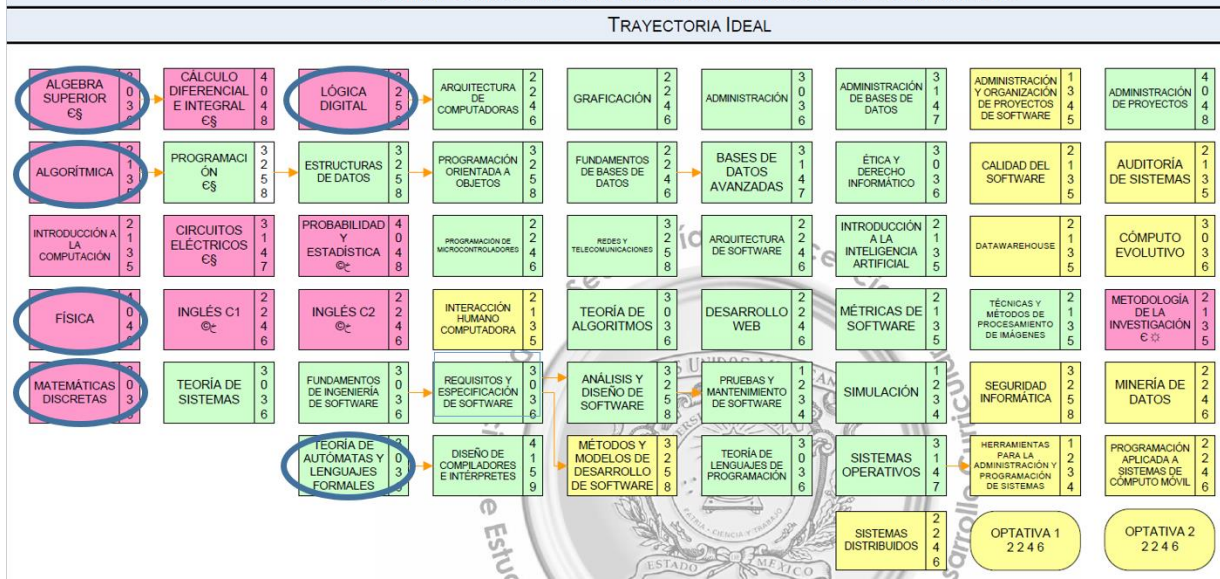 TRAYECTORIA IDEAL
ALGEBRA
SUPERIOR
Є§
CÁLCULO
DIFERENCIAL
E INTEGRAL
Є§
4
0
4
8
LÓGICA
DIGITAL
ARQUITECTURA
DE
COMPUTADORAS
2
2
4
6
GRAFICACIÓN
2
2
4
6
ADMINISTRACIÓN
3
0
3
6
ADMINISTRACIÓN
DE BASES DE
DATOS
3
1
4
7
ADMINISTRACIÓN
Y ORGANIZACIÓN
DE PROYECTOS
DE SOFTWARE
1
3
4
5
ADMINISTRACIÓN
DE PROYECTOS
4
0
4
8
ALGORÍTMICA
PROGRAMACI
ÓN
Є§
3
2
5
8
ESTRUCTURAS
DE DATOS
3
2
5
8
PROGRAMACIÓN
ORIENTADA A
OBJETOS
3
2
5
8
FUNDAMENTOS
DE BASES DE
DATOS
2
2
4
6
BASES DE
DATOS
AVANZADAS
3
1
4
7
ÉTICA Y
DERECHO
INFORMÁTICO
3
0
3
6
CALIDAD DEL
SOFTWARE
2
1
3
5
AUDITORÍA
DE SISTEMAS
2
1
3
5
INTRODUCCIÓN A
LA
COMPUTACIÓN
2
1
3
5
CIRCUITOS
ELÉCTRICOS
Є§
3
1
4
7
PROBABILIDAD
Y
ESTADÍSTICA
4
0
4
8
PROGRAMACIÓN DE
MICROCONTROLADORES
2
2
4
6
REDES Y
TELECOMUNICACIONES
3
2
5
8
ARQUITECTURA
DE SOFTWARE
2
2
4
6
INTRODUCCIÓN
A LA
INTELIGENCIA
ARTIFICIAL
2
1
3
5
DATAWAREHOUSE
2
1
3
5
CÓMPUTO
EVOLUTIVO
3
0
3
6
FÍSICA
INGLÉS C1
2
2
4
6
INGLÉS C2
2
2
4
6
INTERACCIÓN
HUMANO
COMPUTADORA
2
1
3
5
TEORÍA DE
ALGORITMOS
3
0
3
6
DESARROLLO
WEB
2
2
4
6
MÉTRICAS DE
SOFTWARE
2
1
3
5
TÉCNICAS Y
MÉTODOS DE
PROCESAMIENTO
DE IMÁGENES
2
1
3
5
METODOLOGÍA
DE LA
INVESTIGACIÓN
Є☼
2
1
3
5
MATEMÁTICAS
DISCRETAS
TEORÍA DE
SISTEMAS
3
0
3
6
FUNDAMENTOS
DE INGENIERÍA
DE SOFTWARE
3
0
3
6
REQUISITOS Y
ESPECIFICACIÓN
DE SOFTWARE
3
0
3
6
ANÁLISIS Y
DISEÑO DE
SOFTWARE
3
2
5
8
PRUEBAS Y
MANTENIMIENTO
DE SOFTWARE
1
2
3
4
SIMULACIÓN
1
2
3
4
SEGURIDAD
INFORMÁTICA
3
2
5
8
MINERÍA DE
DATOS
2
2
4
6
TEORÍA DE
AUTÓMATAS Y
LENGUAJES
FORMALES
DISEÑO DE
COMPILADORES
E INTÉRPRETES
4
1
5
9
MÉTODOS Y
MODELOS DE
DESARROLLO
DE SOFTWARE
3
2
5
8
TEORÍA DE
LENGUAJES DE
PROGRAMACIÓN
3
0
3
6
SISTEMAS
OPERATIVOS
3
1
4
7
HERRAMIENTAS
PARA LA
ADMINISTRACIÓN Y
PROGRAMACIÓN
DE SISTEMAS
1
2
3
4
PROGRAMACIÓN
APLICADA A
SISTEMAS DE
CÓMPUTO MÓVIL
2
2
4
6
SISTEMAS
DISTRIBUIDOS
2
2
4
6
OPTATIVA 1
2 2 4 6
OPTATIVA 2
2 2 4 6
PATRIA · CIENCIA Y TRABAJO